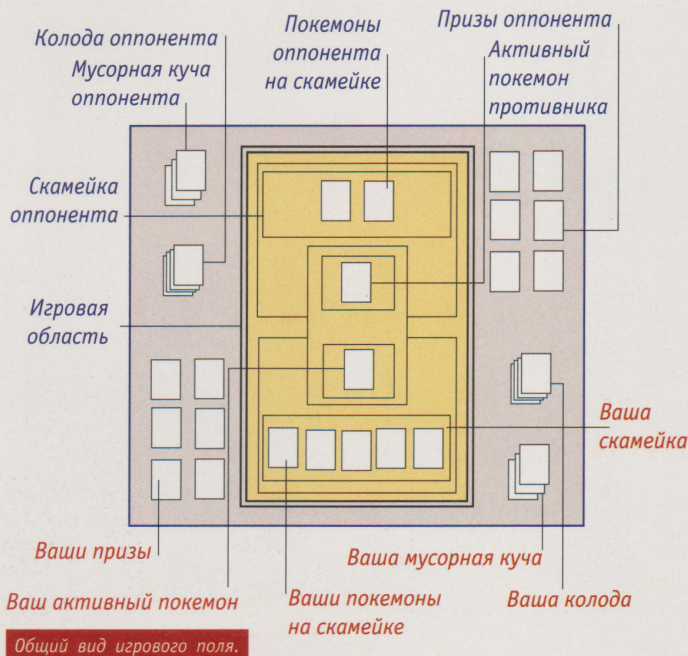 Колода оппонента
Мусорная куча
оппонента
Покемоны
оппонента
на скамейке
Призы оппонента
Активный
покемон
противника
Скамейка
оппонента
Игровая
область
Ваша
скамейка
Ваши призы
Ваша мусорная куча
Ваш активный покемон
Ваши покемоны
на скамейке
Ваша колода
Общий вид игрового поля.